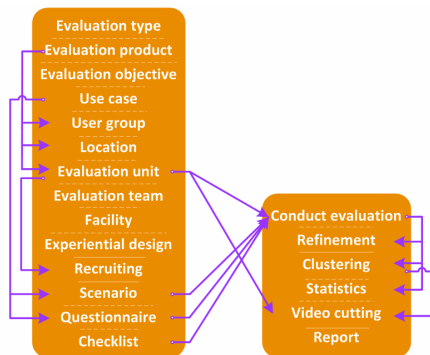 Evaluation type
Evaluation product
Evaluation objective
Use case
User group
Location
Evaluation unit
Evaluation team
Facility
Experiential design
Recruiting
Scenario
Questionnaire
Checklist
Conduct evaluation
Refinement
Clustering
Statistics
Video cutting
Report